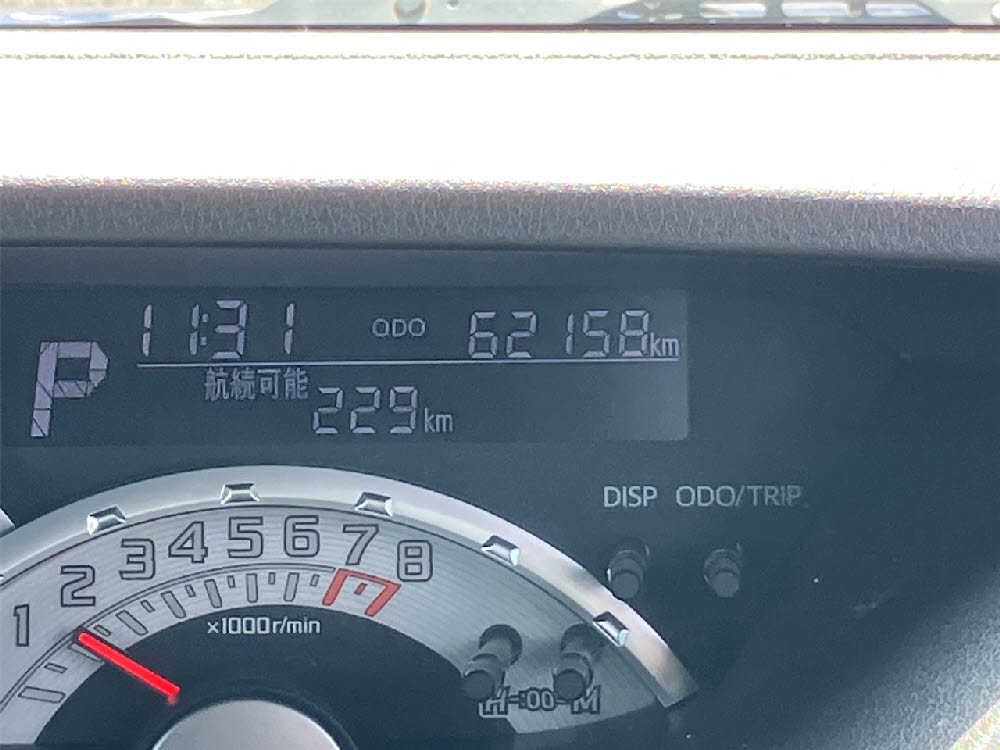 11:31 ODO 62158km
P
航続可能 229km
DISP ODO/TRIP
1 2 3 4 5 6 7 8
x1000r/min
H -:00- M